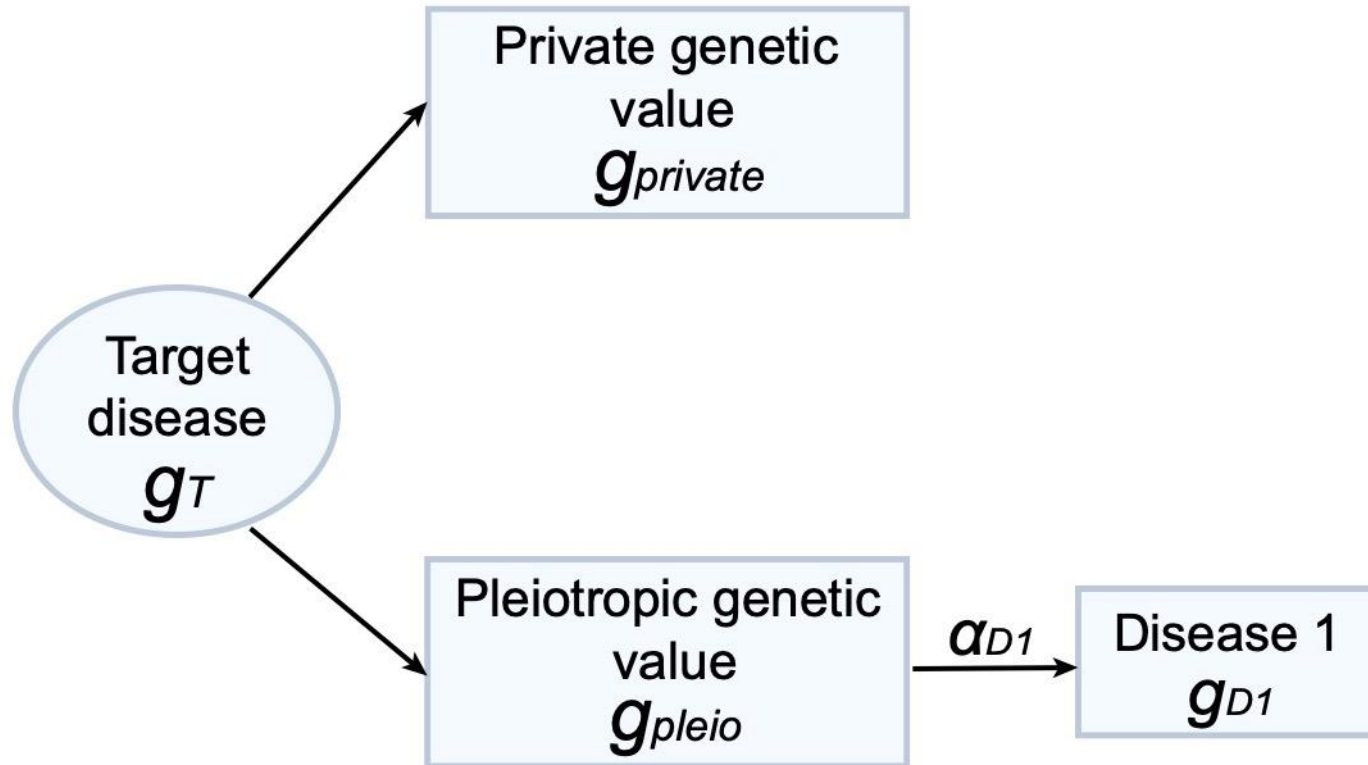 Private genetic
value
gprivate
Target
disease
gT
Pleiotropic genetic
value
gpleio
αD1
Disease 1
gD1